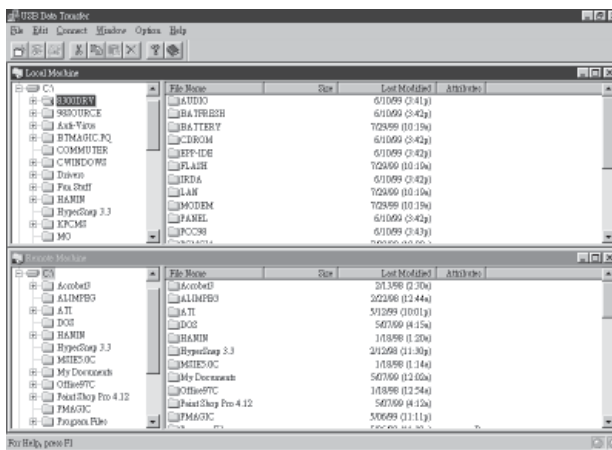 USB Data Transfer
File Edit Connect Window Option Help
Local Machine
C:\
8300DRV
98SOURCE
Anti-Virus
BTMAGIC.PQ
COMMUTER
CWINDOWS
Drivers
Fax Stuff
HANIN
HyperSnap 3.3
KPCMS
MO
File Name Size Last Modified Attributes
AUDIO 6/10/99 (3:41p)
BATFRESH 6/10/99 (3:42p)
BATTERY 7/29/99 (10:19a)
CDROM 6/10/99 (3:42p)
EPP-IDE 6/10/99 (3:42p)
FLASH 7/29/99 (10:19a)
IRDA 6/10/99 (3:42p)
LAN 7/29/99 (10:19a)
MODEM 7/29/99 (10:19a)
PANEL 6/10/99 (3:42p)
PCC98 6/10/99 (3:43p)
Remote Machine
C:\
Acrobat3
ALIMPEG
ATI
DOS
HANIN
HyperSnap 3.3
MSIE5.0C
My Documents
Office97C
Paint Shop Pro 4.12
PMAGIC
Program Files
File Name Size Last Modified Attributes
Acrobat3 2/13/98 (2:30a)
ALIMPEG 2/22/98 (12:44a)
ATI 5/12/99 (10:01p)
DOS 5/07/99 (4:15a)
HANIN 1/18/98 (1:20a)
HyperSnap 3.3 2/12/98 (11:30p)
MSIE5.0C 1/18/98 (1:14a)
My Documents 5/07/99 (12:02a)
Office97C 1/18/98 (12:54a)
Paint Shop Pro 4.12 5/07/99 (4:12a)
PMAGIC 5/06/99 (11:11p)
For Help, press F1